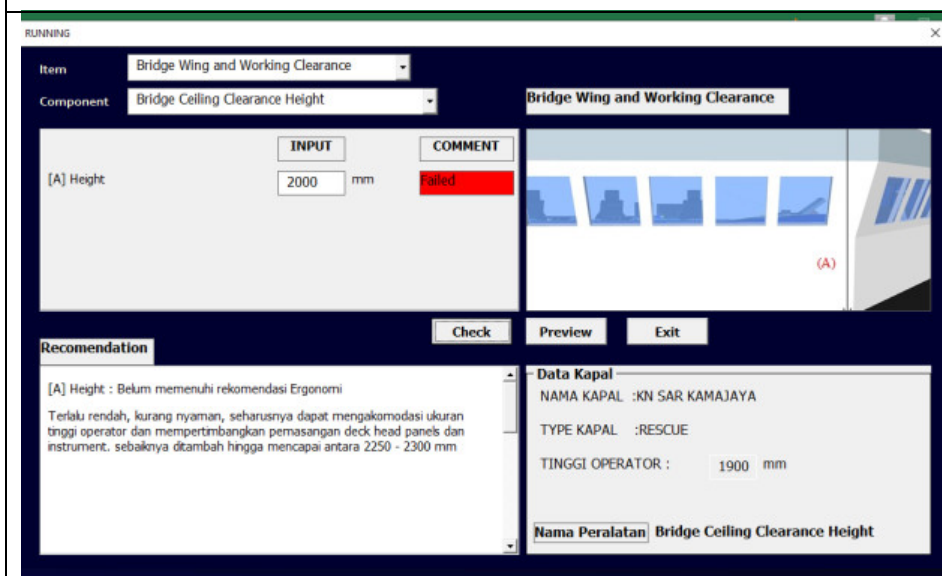 RUNNING
Item Bridge Wing and Working Clearance
Component Bridge Ceiling Clearance Height
Bridge Wing and Working Clearance
INPUT COMMENT
[A] Height 2000 mm Failed
(A)
Check Preview Exit
Recomendation
[A] Height : Belum memenuhi rekomendasi Ergonomi
Terlalu rendah, kurang nyaman, seharusnya dapat mengakomodasi ukuran
tinggi operator dan mempertimbangkan pemasangan deck head panels dan
instrument. sebaiknya ditambah hingga mencapai antara 2250 - 2300 mm
Data Kapal
NAMA KAPAL :KN SAR KAMAJAYA
TYPE KAPAL :RESCUE
TINGGI OPERATOR : 1900 mm
Nama Peralatan Bridge Ceiling Clearance Height